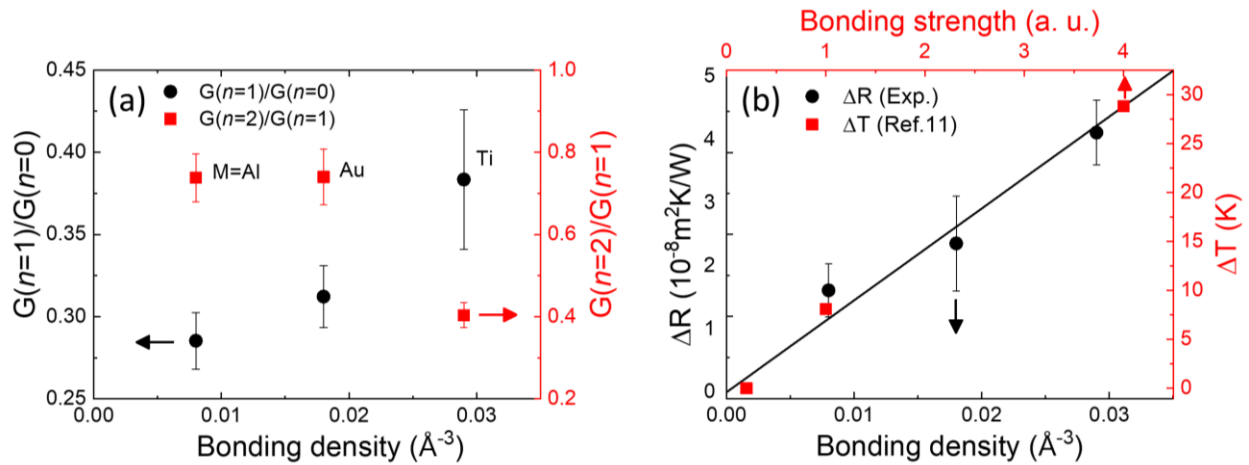 (a)
G(n=1)/G(n=0)
G(n=2)/G(n=1)
M=Al
Au
Ti
0.45
0.40
0.35
0.30
0.25
G(n=1)/G(n=0)
1.0
0.8
0.6
0.4
0.2
G(n=2)/G(n=1)
0.00
0.01
0.02
0.03
Bonding density (Å⁻³)
Bonding strength (a. u.)
0
1
2
3
4
(b)
ΔR (Exp.)
ΔT (Ref.11)
5
4
3
2
1
0
ΔR (10⁻⁸m²K/W)
30
25
20
15
10
5
0
ΔT (K)
0.00
0.01
0.02
0.03
Bonding density (Å⁻³)